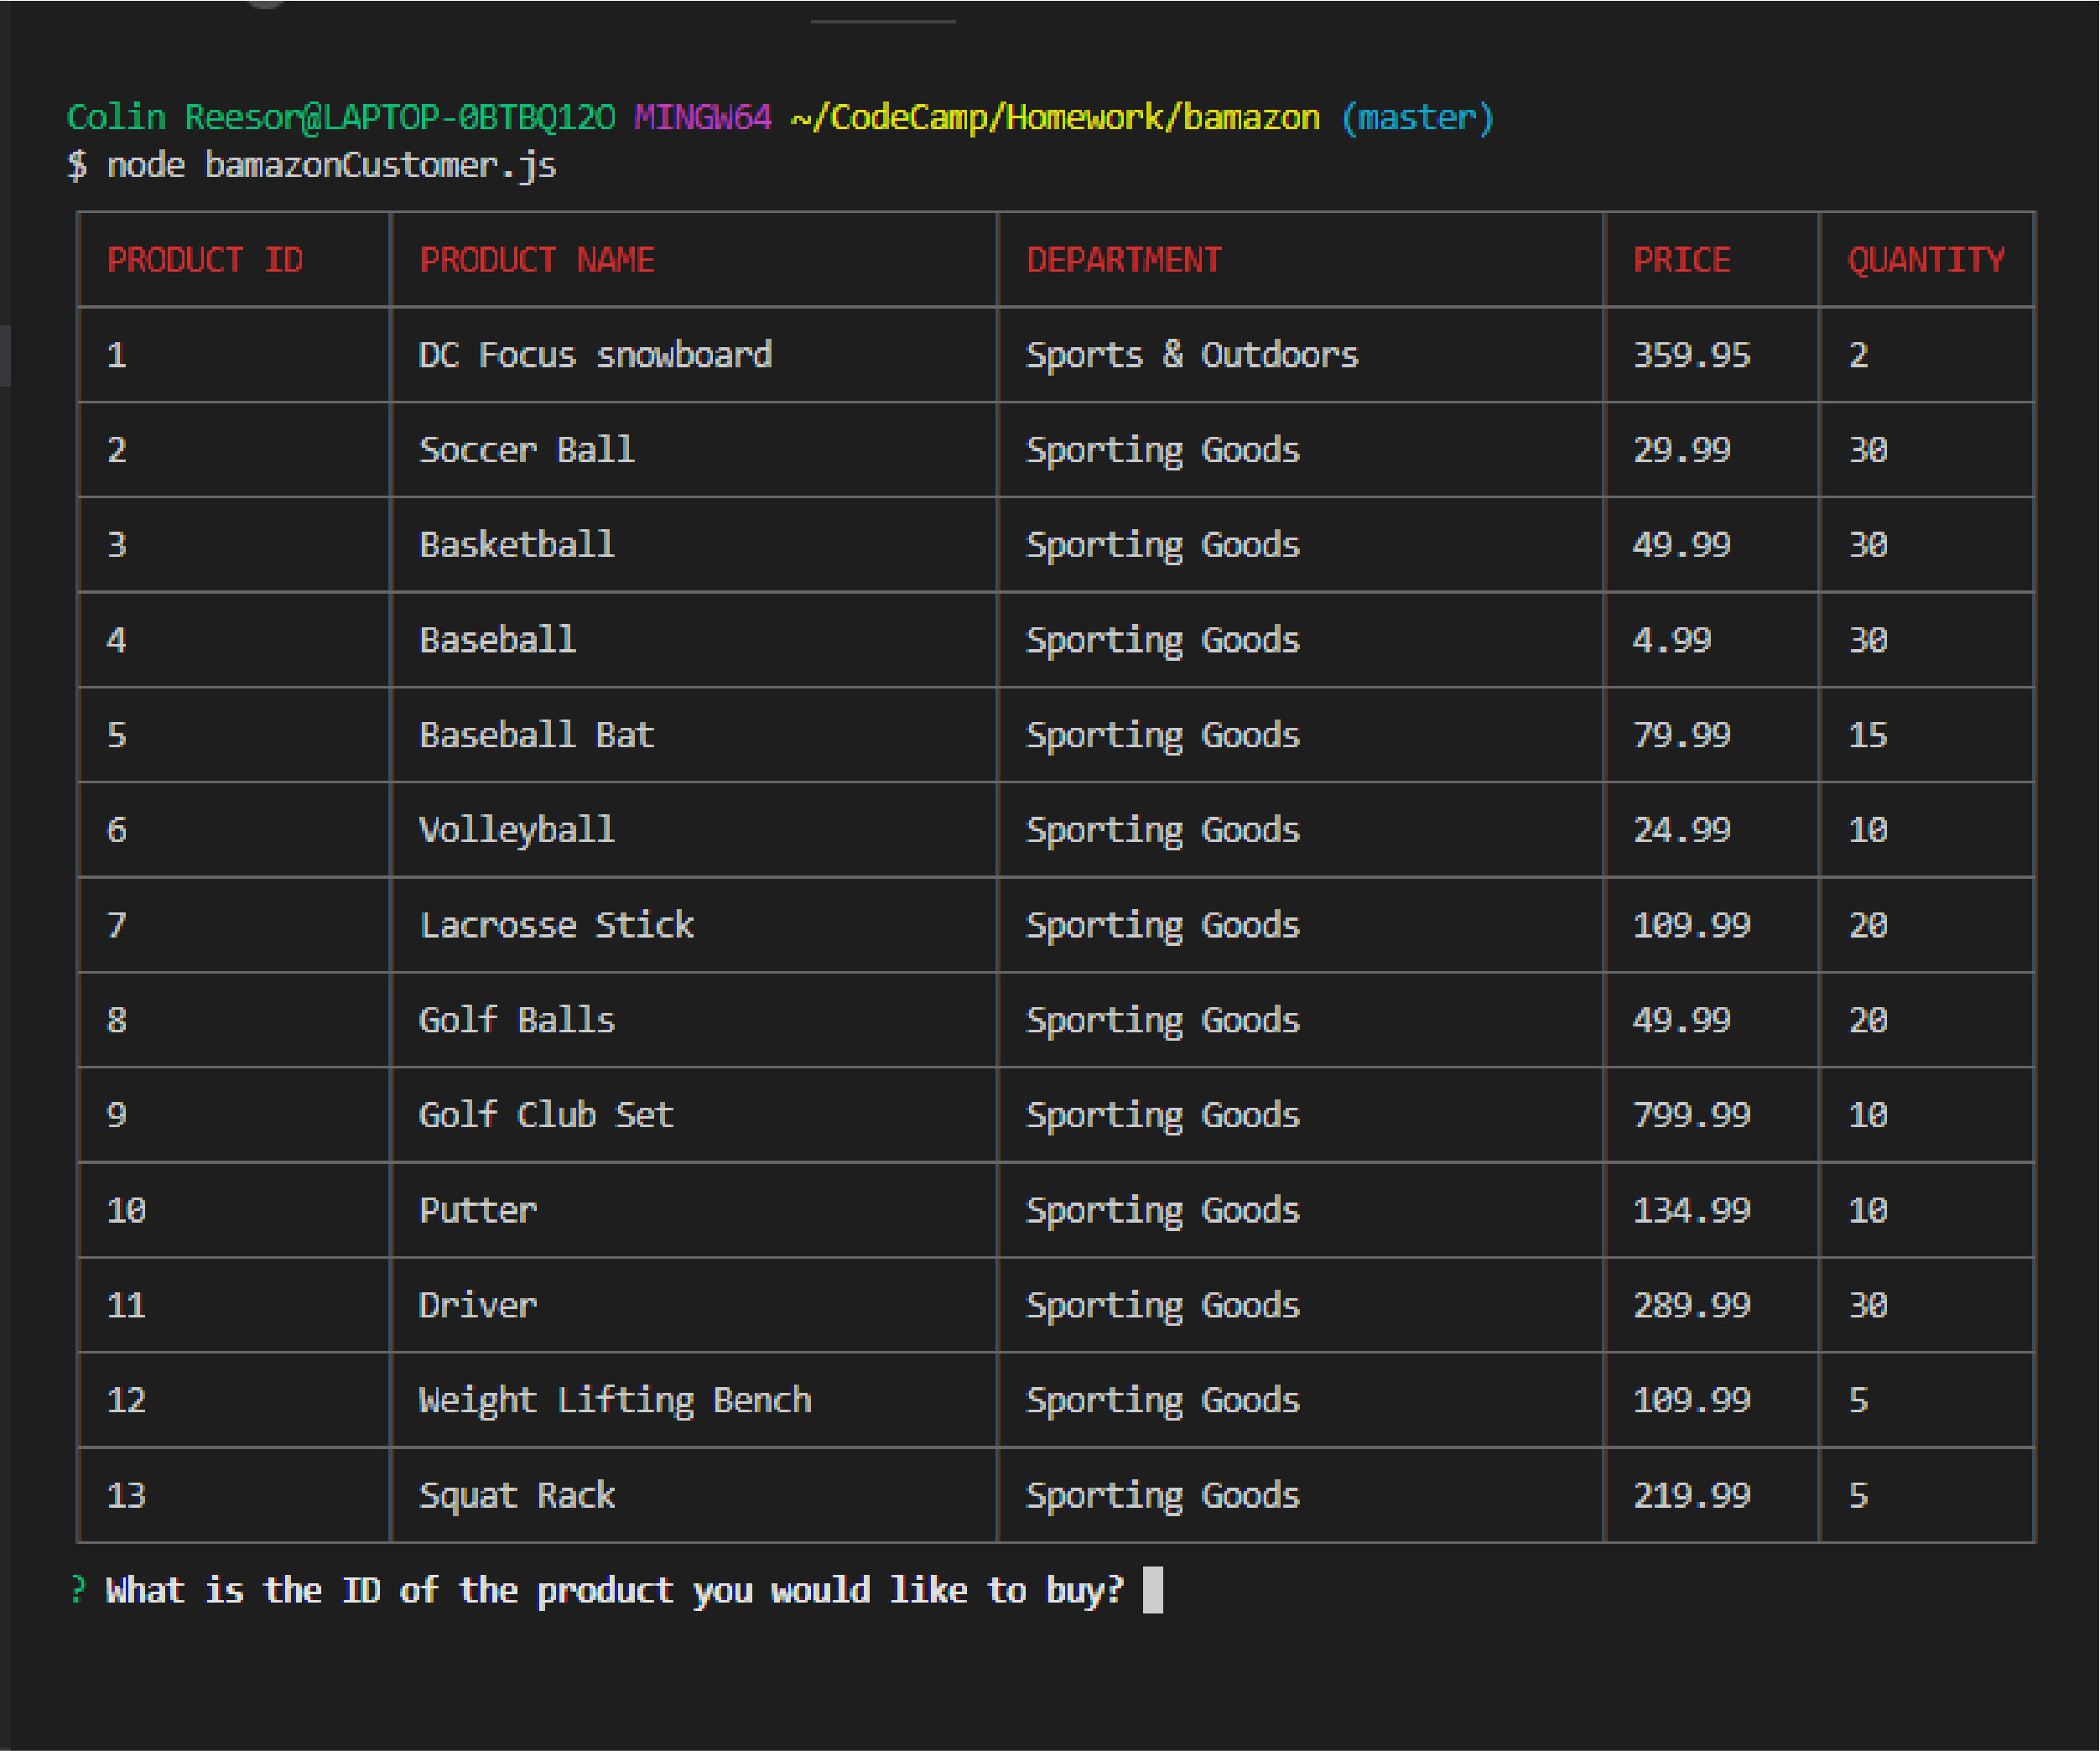 Colin Reesor@LAPTOP-0BTBQ12O MINGW64 ~/CodeCamp/Homework/bamazon (master)
$ node bamazonCustomer.js
PRODUCT ID PRODUCT NAME DEPARTMENT PRICE QUANTITY
1 DC Focus snowboard Sports & Outdoors 359.95 2
2 Soccer Ball Sporting Goods 29.99 30
3 Basketball Sporting Goods 49.99 30
4 Baseball Sporting Goods 4.99 30
5 Baseball Bat Sporting Goods 79.99 15
6 Volleyball Sporting Goods 24.99 10
7 Lacrosse Stick Sporting Goods 109.99 20
8 Golf Balls Sporting Goods 49.99 20
9 Golf Club Set Sporting Goods 799.99 10
10 Putter Sporting Goods 134.99 10
11 Driver Sporting Goods 289.99 30
12 Weight Lifting Bench Sporting Goods 109.99 5
13 Squat Rack Sporting Goods 219.99 5
? What is the ID of the product you would like to buy?